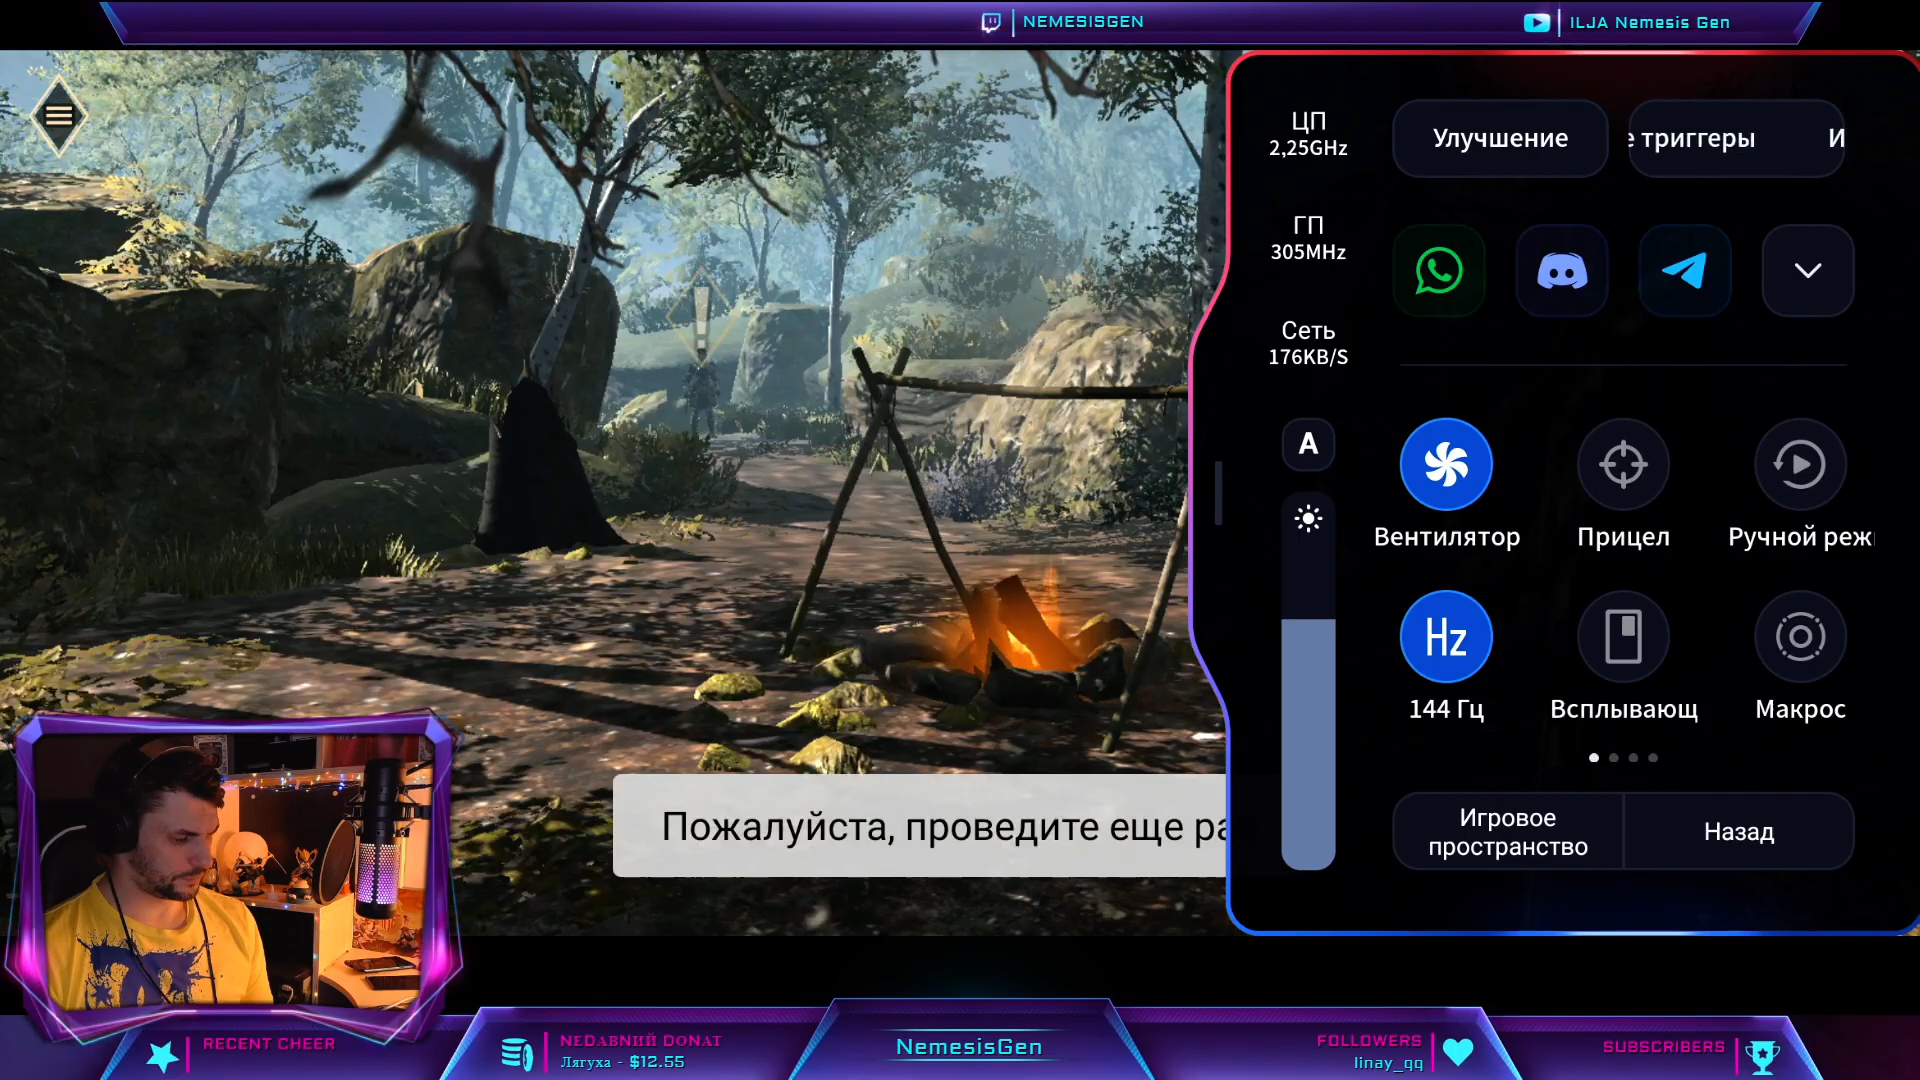 NEMESISGEN
ILJA Nemesis Gen
ЦП
2,25GHz
Улучшение
е триггеры
И
ГП
305MHz
Сеть
176KB/S
A
Вентилятор
Прицел
Ручной реж
Hz
144 Гц
Всплывающ
Макрос
Пожалуйста, проведите еще ра
Игровое
пространство
Назад
RECENT CHEER
NEDАВНИЙ DONAT
Лягуха - $12.55
NemesisGen
FOLLOWERS
linay_qq
SUBSCRIBERS